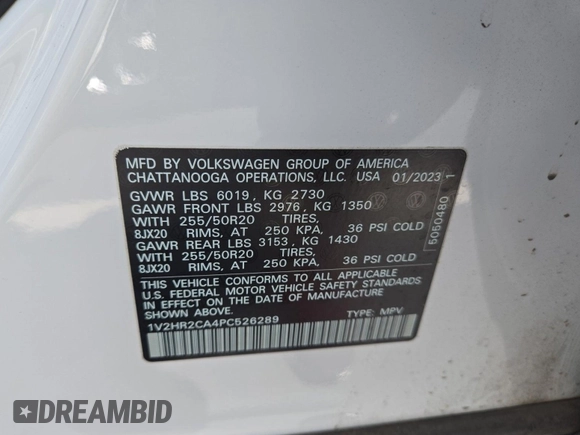 MFD BY VOLKSWAGEN GROUP OF AMERICA
CHATTANOOGA OPERATIONS, LLC. USA 01/2023 1
GVWR LBS 6019, KG 2730
GAWR FRONT LBS 2976, KG 1350
WITH 255/50R20 TIRES,
8JX20 RIMS, AT 250 KPA, 36 PSI COLD
GAWR REAR LBS 3153, KG 1430
WITH 255/50R20 TIRES,
8JX20 RIMS, AT 250 KPA, 36 PSI COLD
5050480
THIS VEHICLE CONFORMS TO ALL APPLICABLE
U.S. FEDERAL MOTOR VEHICLE SAFETY STANDARDS
IN EFFECT ON THE DATE OF MANUFACTURE
SHOWN ABOVE.
1V2HR2CA4PC526289 TYPE: MPV
DREAMBID